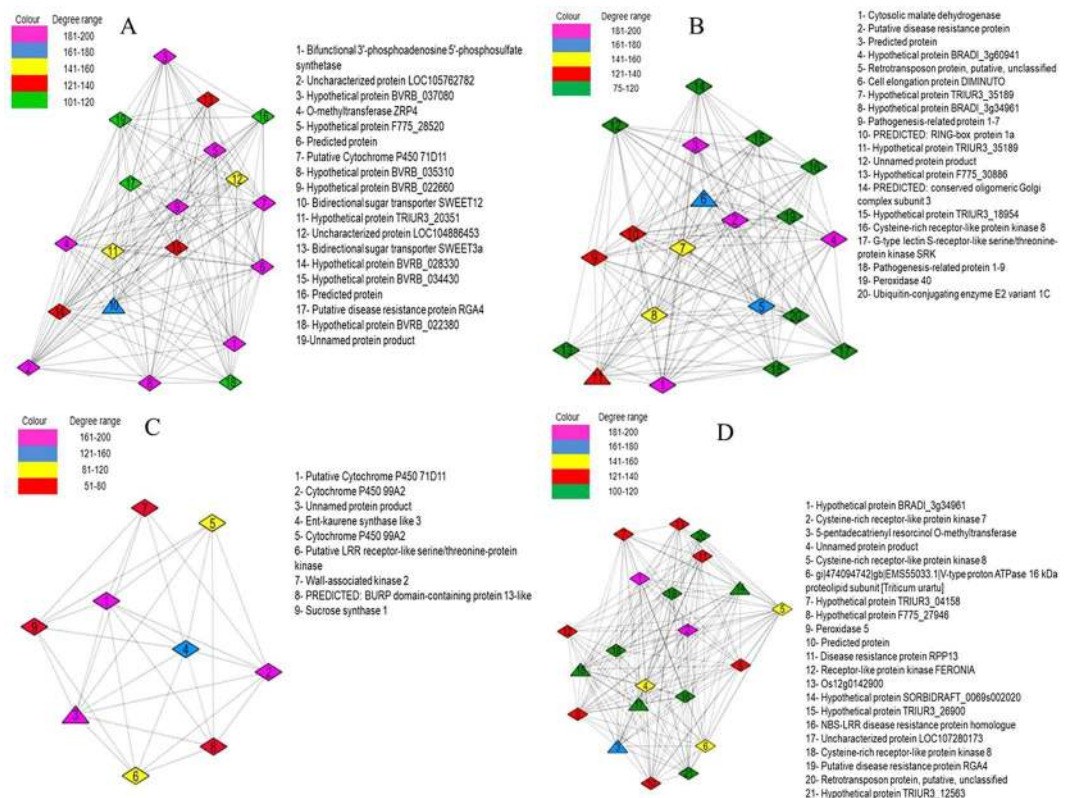 Colour Degree range
181-200
161-180
141-160
121-140
101-120
A
1- Bifunctional 3'-phosphoadenosine 5'-phosphosulfate
synthetase
2- Uncharacterized protein LOC105762782
3- Hypothetical protein BVRB_037080
4- O-methyltransferase ZRP4
5- Hypothetical protein F775_28520
6- Predicted protein
7- Putative Cytochrome P450 71D11
8- Hypothetical protein BVRB_035310
9- Hypothetical protein BVRB_022660
10- Bidirectional sugar transporter SWEET12
11- Hypothetical protein TRIUR3_20351
12- Uncharacterized protein LOC104886453
13- Bidirectional sugar transporter SWEET3a
14- Hypothetical protein BVRB_028330
15- Hypothetical protein BVRB_034430
16- Predicted protein
17- Putative disease resistance protein RGA4
18- Hypothetical protein BVRB_022380
19-Unnamed protein product
12
11
10
Colour Degree range
181-200
161-180
141-160
121-140
75-120
B
1- Cytosolic malate dehydrogenase
2- Putative disease resistance protein
3- Predicted protein
4- Hypothetical protein BRADI_3g60941
5- Retrotransposon protein, putative, unclassified
6- Cell elongation protein DIMINUTO
7- Hypothetical protein TRIUR3_35189
8- Hypothetical protein BRADI_3g34961
9- Pathogenesis-related protein 1-7
10- PREDICTED: RING-box protein 1a
11- Hypothetical protein TRIUR3_35189
12- Unnamed protein product
13- Hypothetical protein F775_30886
14- PREDICTED: conserved oligomeric Golgi
complex subunit 3
15- Hypothetical protein TRIUR3_18954
16- Cysteine-rich receptor-like protein kinase 8
17- G-type lectin S-receptor-like serine/threonine-
protein kinase SRK
18- Pathogenesis-related protein 1-9
19- Peroxidase 40
20- Ubiquitin-conjugating enzyme E2 variant 1C
6
7
5
8
Colour Degree range
161-200
121-160
81-120
51-80
C
1- Putative Cytochrome P450 71D11
2- Cytochrome P450 99A2
3- Unnamed protein product
4- Ent-kaurene synthase like 3
5- Cytochrome P450 99A2
6- Putative LRR receptor-like serine/threonine-protein
kinase
7- Wall-associated kinase 2
8- PREDICTED: BURP domain-containing protein 13-like
9- Sucrose synthase 1
7
5
9
4
6
8
Colour Degree range
181-200
161-180
141-160
121-140
100-120
D
1- Hypothetical protein BRADI_3g34961
2- Cysteine-rich receptor-like protein kinase 7
3- 5-pentadecatrienyl resorcinol O-methyltransferase
4- Unnamed protein product
5- Cysteine-rich receptor-like protein kinase 8
6- gi|474094742|gb|EMS55033.1|V-type proton ATPase 16 kDa
proteolipid subunit [Triticum urartu]
7- Hypothetical protein TRIUR3_04158
8- Hypothetical protein F775_27946
9- Peroxidase 5
10- Predicted protein
11- Disease resistance protein RPP13
12- Receptor-like protein kinase FERONIA
13- Os12g0142900
14- Hypothetical protein SORBIDRAFT_0069s002020
15- Hypothetical protein TRIUR3_26900
16- NBS-LRR disease resistance protein homologue
17- Uncharacterized protein LOC107280173
18- Cysteine-rich receptor-like protein kinase 8
19- Putative disease resistance protein RGA4
20- Retrotransposon protein, putative, unclassified
21- Hypothetical protein TRIUR3_12563
5
4
6